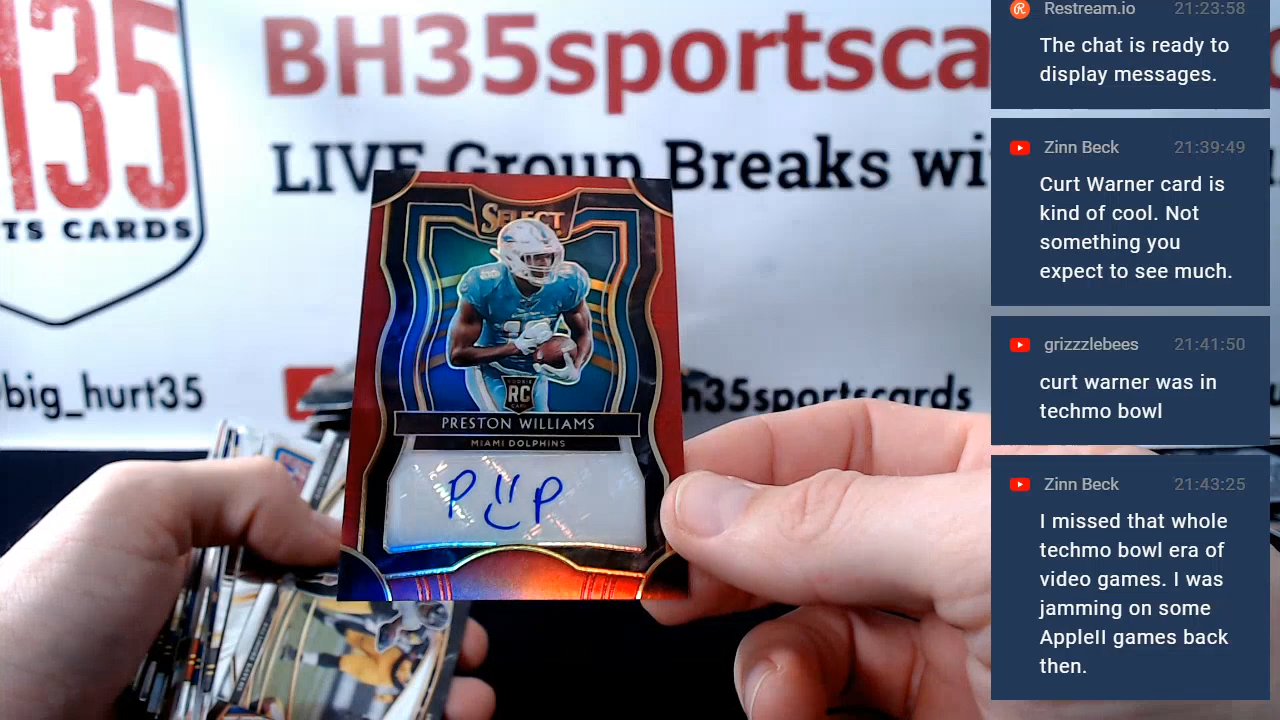 135
TS CARDS
BH35sportsca
LIVE Group Breaks wi
big_hurt35
h35sportscards
SELECT
18
ROOKIE
RC
CARD
PRESTON WILLIAMS
MIAMI DOLPHINS
P P
Restream.io 21:23:58
The chat is ready to
display messages.
Zinn Beck 21:39:49
Curt Warner card is
kind of cool. Not
something you
expect to see much.
grizzzlebees 21:41:50
curt warner was in
techmo bowl
Zinn Beck 21:43:25
I missed that whole
techmo bowl era of
video games. I was
jamming on some
AppleII games back
then.